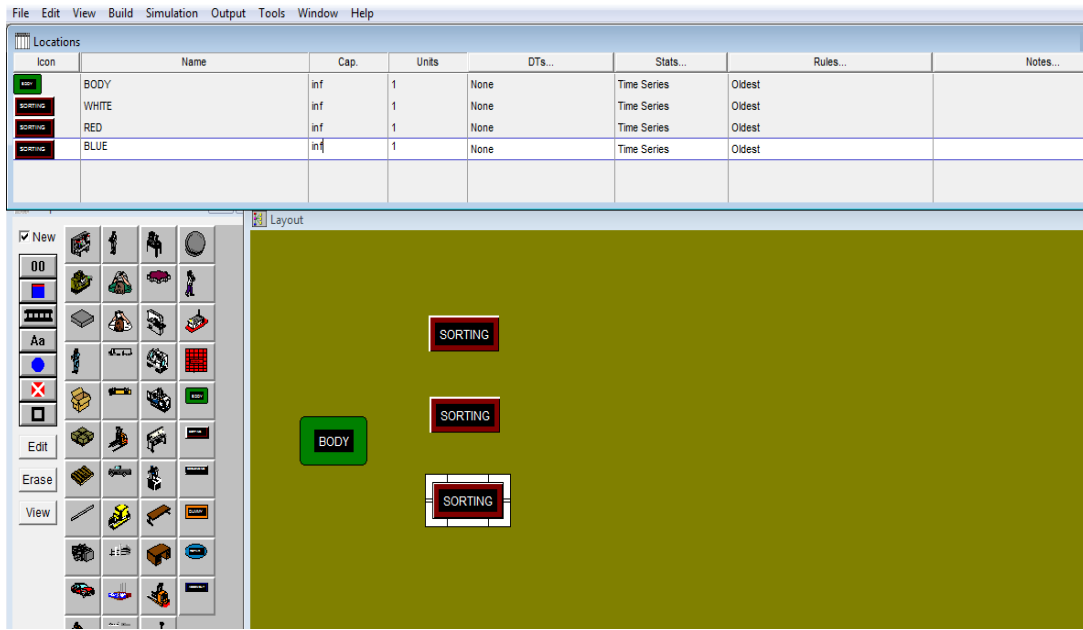 File Edit View Build Simulation Output Tools Window Help
Locations
Icon Name Cap. Units DTs... Stats... Rules... Notes...
BODY BODY inf 1 None Time Series Oldest
SORTING WHITE inf 1 None Time Series Oldest
SORTING RED inf 1 None Time Series Oldest
SORTING BLUE inf 1 None Time Series Oldest
Layout
New
00
Aa
Edit
Erase
View
BODY
SORTING
SORTING
BODY
SORTING